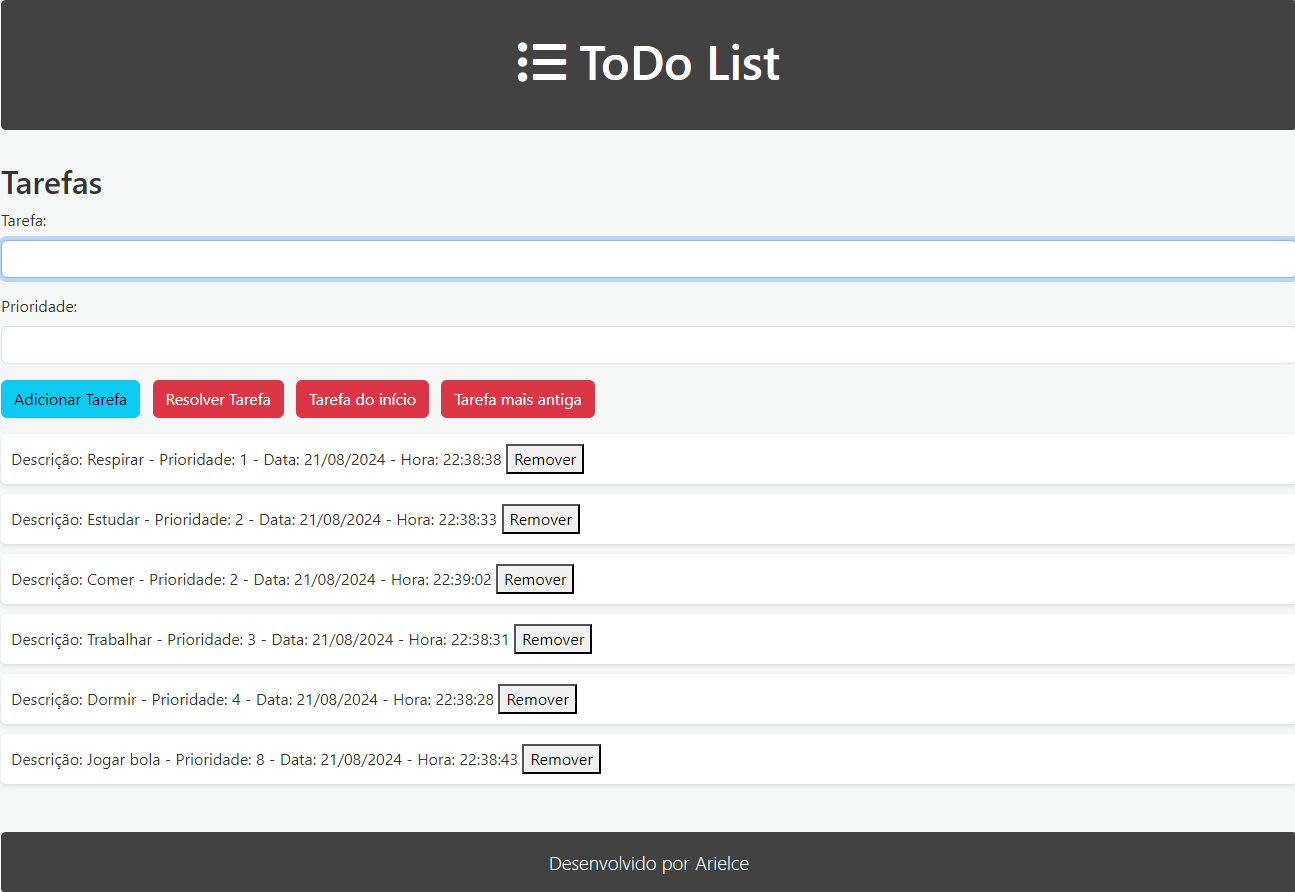 ToDo List
Tarefas
Tarefa:
Prioridade:
Adicionar Tarefa Resolver Tarefa Tarefa do início Tarefa mais antiga
Descrição: Respirar - Prioridade: 1 - Data: 21/08/2024 - Hora: 22:38:38 Remover
Descrição: Estudar - Prioridade: 2 - Data: 21/08/2024 - Hora: 22:38:33 Remover
Descrição: Comer - Prioridade: 2 - Data: 21/08/2024 - Hora: 22:39:02 Remover
Descrição: Trabalhar - Prioridade: 3 - Data: 21/08/2024 - Hora: 22:38:31 Remover
Descrição: Dormir - Prioridade: 4 - Data: 21/08/2024 - Hora: 22:38:28 Remover
Descrição: Jogar bola - Prioridade: 8 - Data: 21/08/2024 - Hora: 22:38:43 Remover
Desenvolvido por Arielce